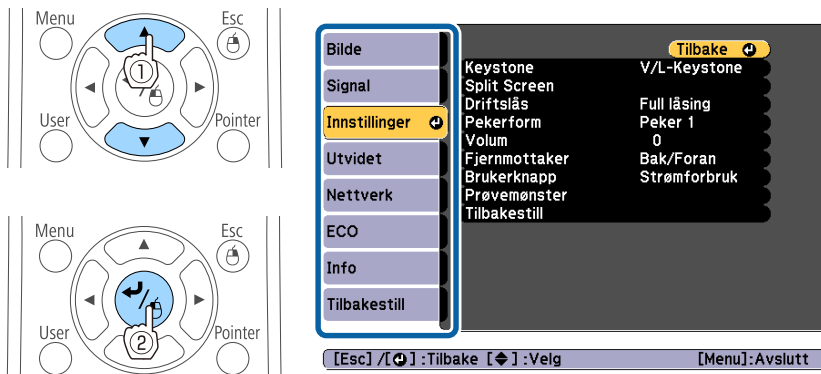 Menu Esc
①
User Pointer
Menu Esc
User ② Pointer
Bilde
Signal
Innstillinger
Utvidet
Nettverk
ECO
Info
Tilbakestill
Tilbake
Keystone V/L-Keystone
Split Screen
Driftslås Full låsing
Pekerform Peker 1
Volum 0
Fjernmottaker Bak/Foran
Brukerknapp Strømforbruk
Prøvemønster
Tilbakestill
[Esc] /[⏎] :Tilbake [◆] :Velg [Menu]:Avslutt